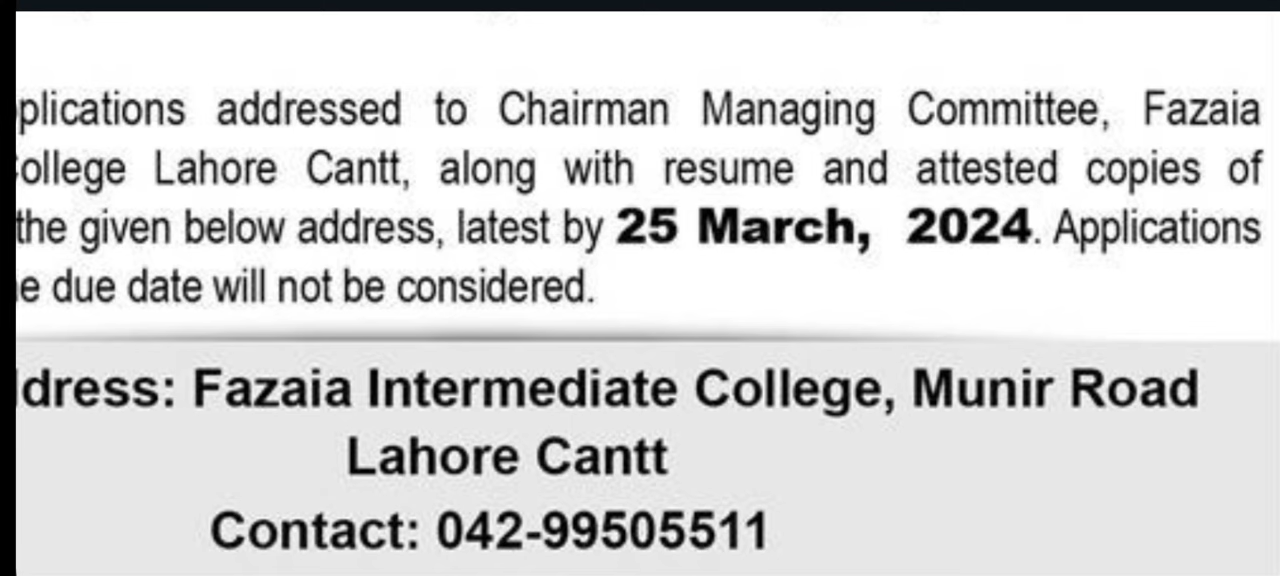 plications addressed to Chairman Managing Committee, Fazaia
ollege Lahore Cantt, along with resume and attested copies of
the given below address, latest by 25 March, 2024. Applications
e due date will not be considered.
dress: Fazaia Intermediate College, Munir Road
Lahore Cantt
Contact: 042-99505511